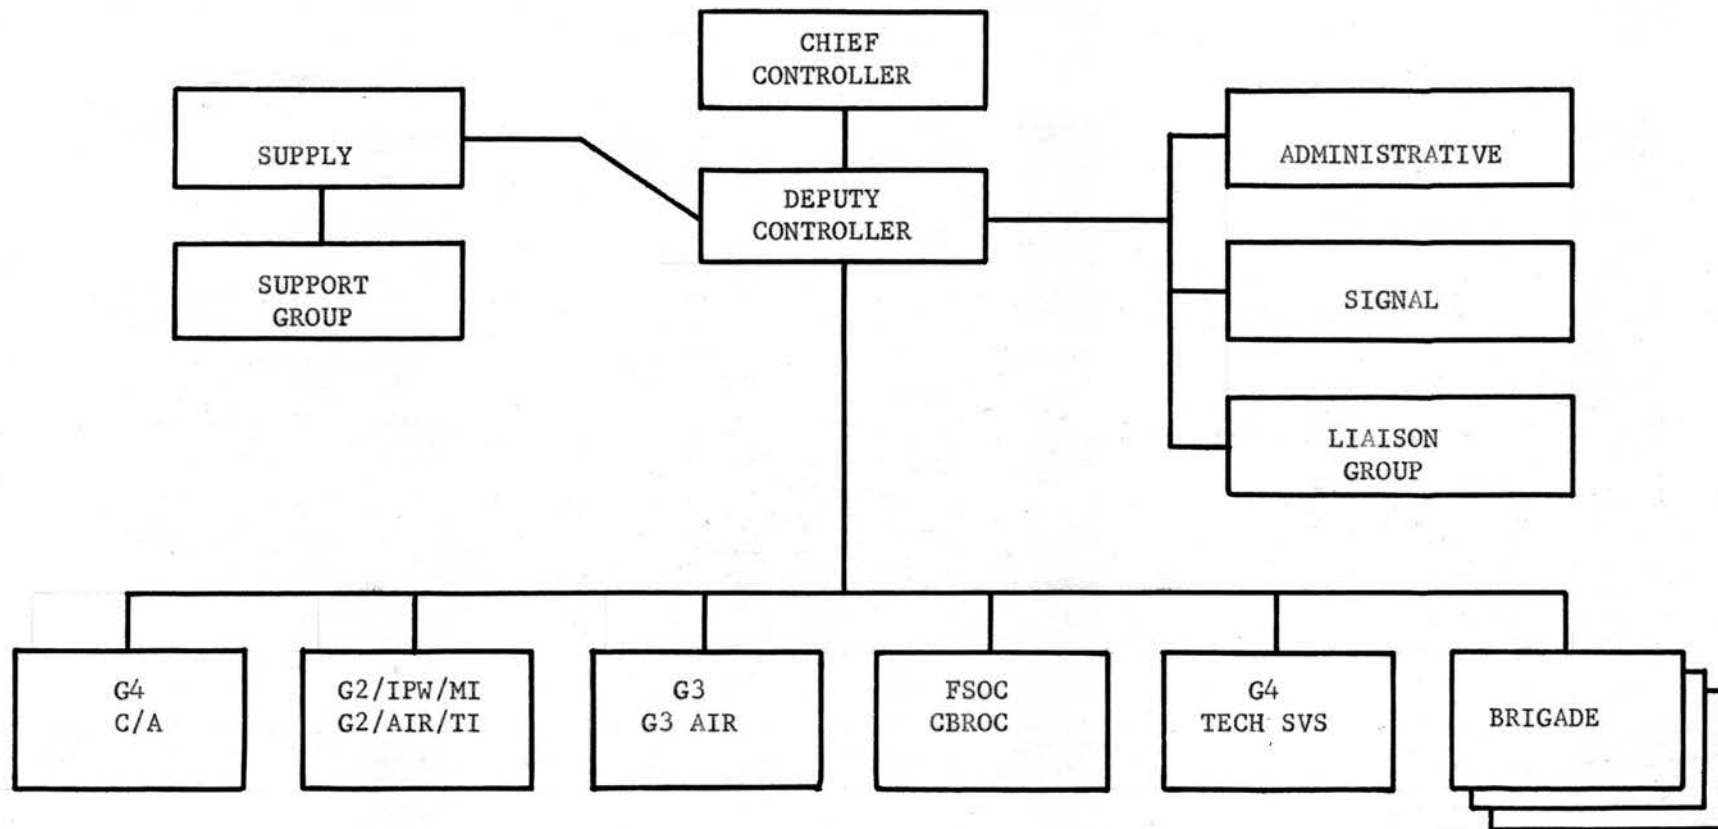 CHIEF
CONTROLLER
SUPPLY
ADMINISTRATIVE
DEPUTY
CONTROLLER
SUPPORT
GROUP
SIGNAL
LIAISON
GROUP
G4
C/A
G2/IPW/MI
G2/AIR/TI
G3
G3 AIR
FSOC
CBROC
G4
TECH SVS
BRIGADE